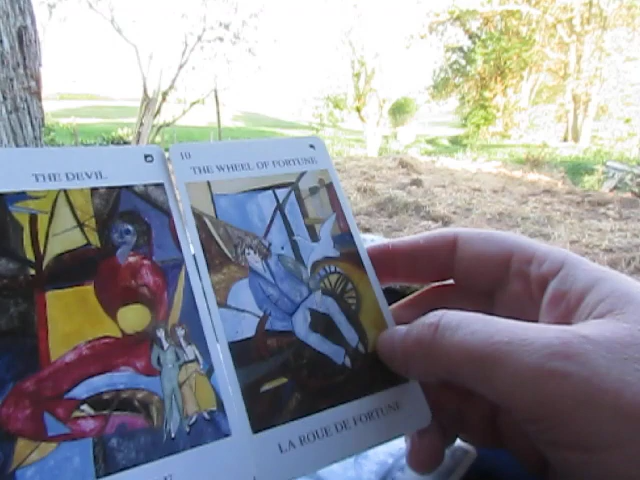 THE DEVIL
10
THE WHEEL OF FORTUNE
LA ROUE DE FORTUNE